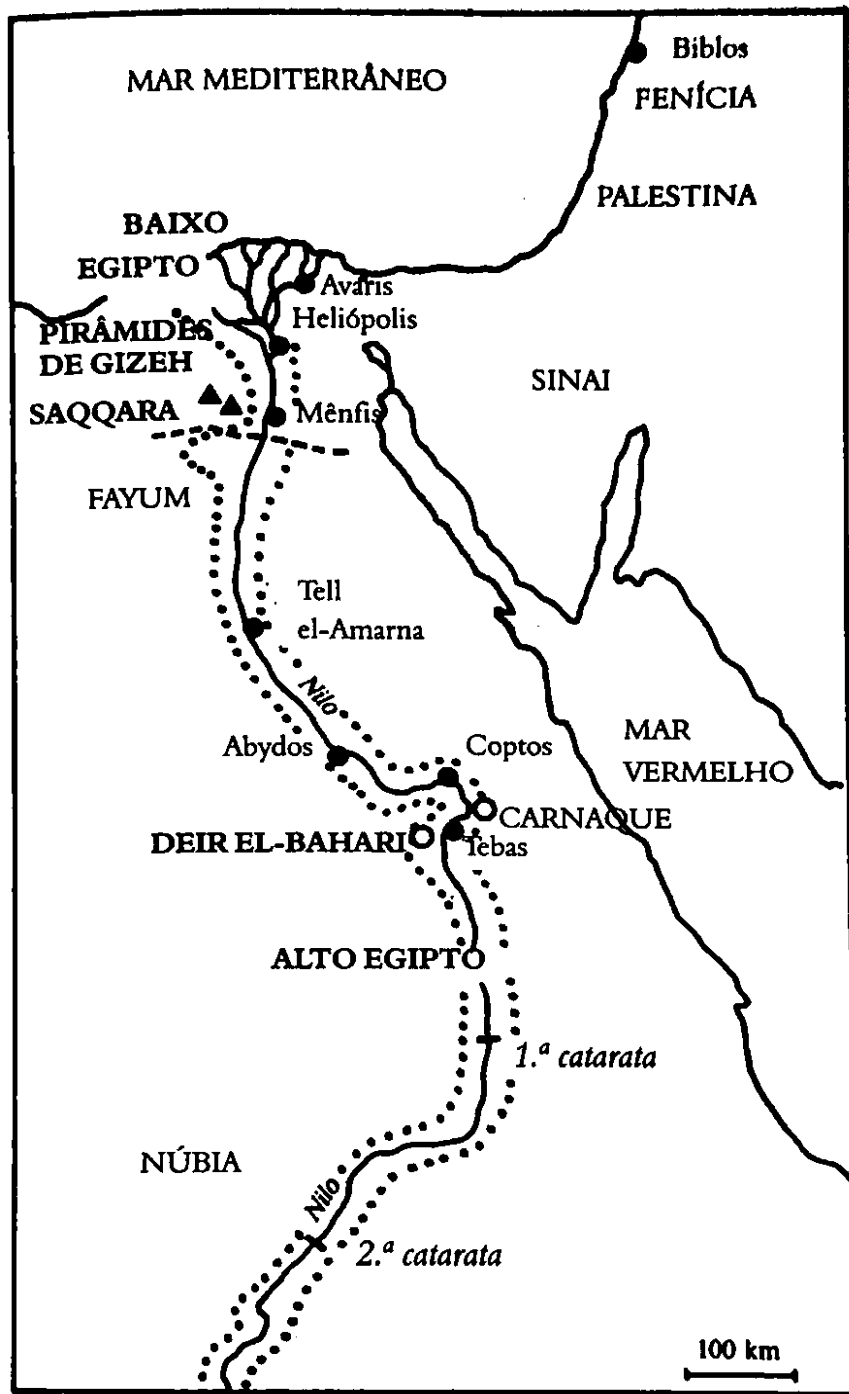 Biblos
MAR MEDITERRÂNEO
FENÍCIA
PALESTINA
BAIXO
EGIPTO
Avaris
Heliópolis
PIRÂMIDES
DE GIZEH
SINAI
SAQQARA
Mênfis
FAYUM
Tell
el-Amarna
Nilo
Abydos
Coptos
MAR
VERMELHO
CARNAQUE
DEIR EL-BAHARI
Tebas
ALTO EGIPTO
1.ª catarata
NÚBIA
Nilo
2.ª catarata
100 km